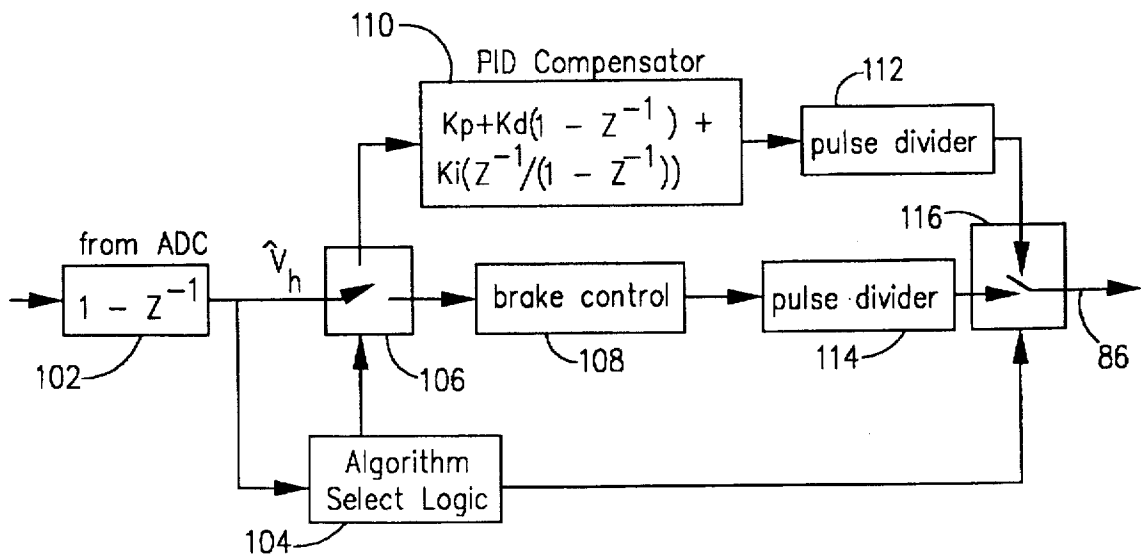 110
PID Compensator
Kp+Kd(1 - Z⁻¹) +
Ki(Z⁻¹/(1 - Z⁻¹))
112
pulse divider
116
from ADC
1 - Z⁻¹
V̂ₕ
102
106
brake control
108
pulse divider
114
86
Algorithm
Select Logic
104